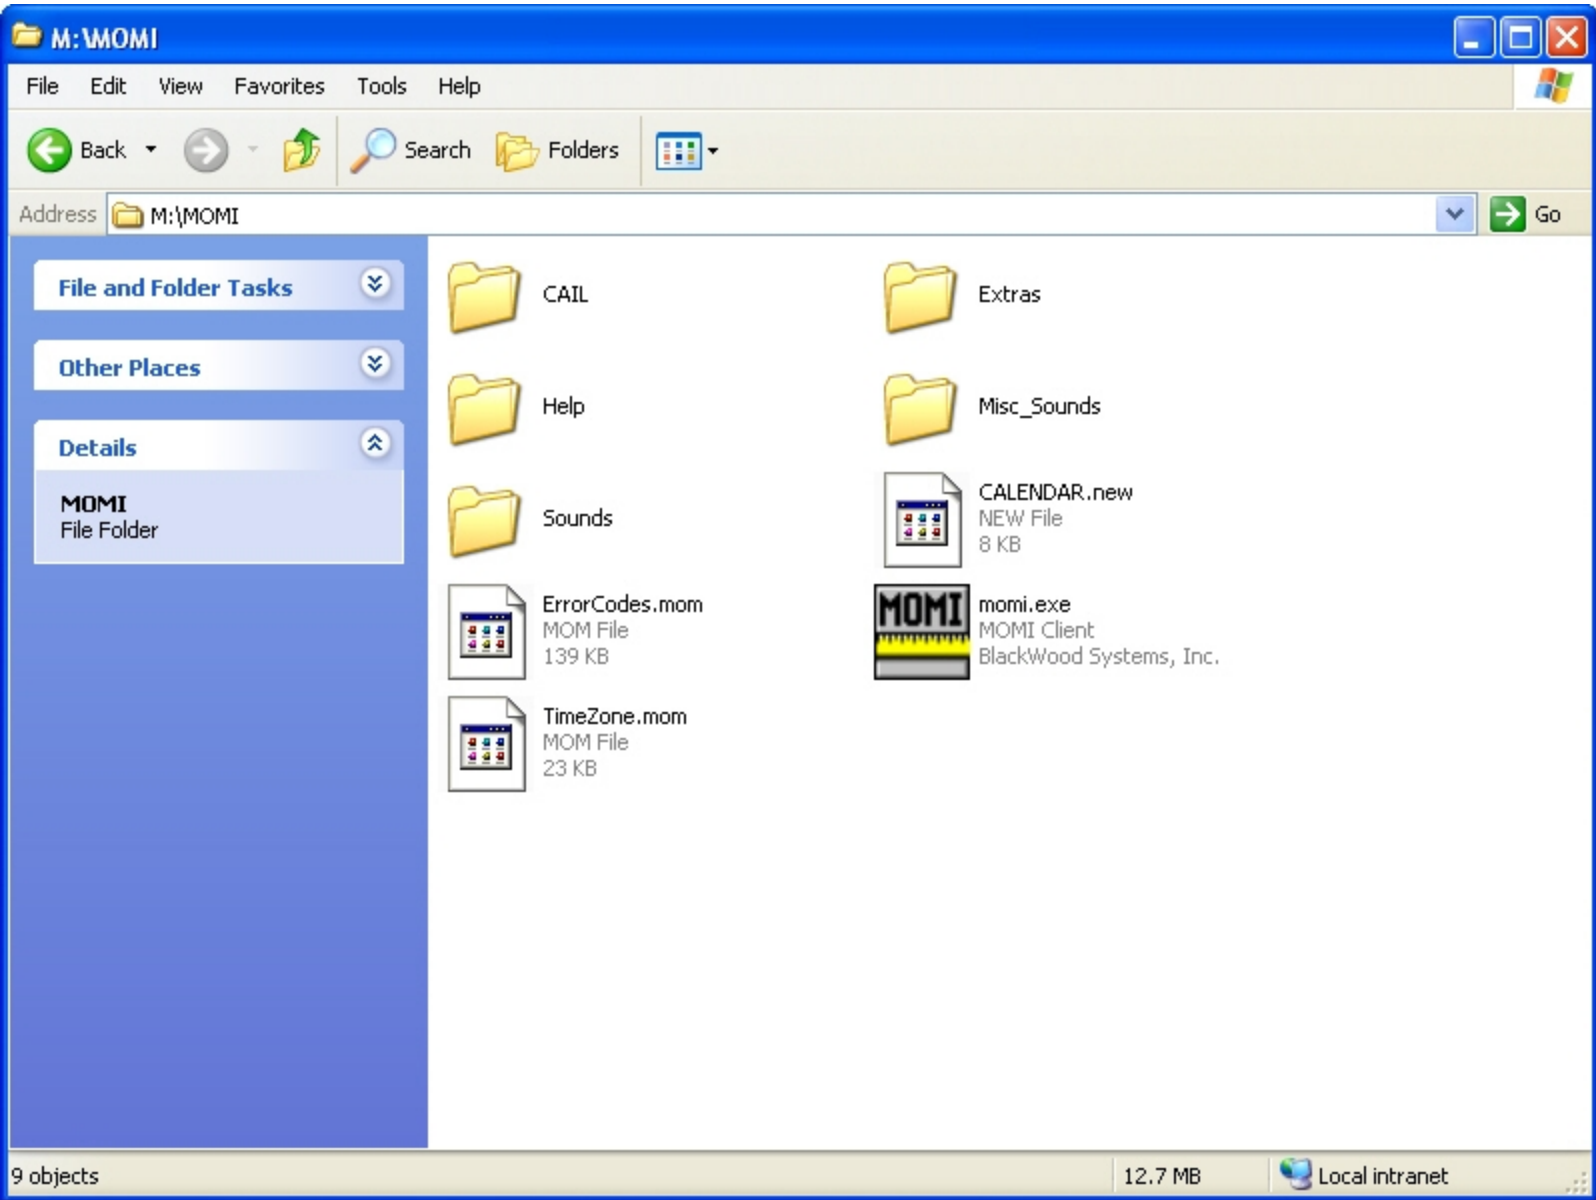 M:\MOMI
File Edit View Favorites Tools Help
Back Search Folders
Address M:\MOMI Go
File and Folder Tasks
Other Places
Details
MOMI
File Folder
CAIL
Extras
Help
Misc_Sounds
Sounds
CALENDAR.new
NEW File
8 KB
ErrorCodes.mom
MOM File
139 KB
MOMI
momi.exe
MOMI Client
BlackWood Systems, Inc.
TimeZone.mom
MOM File
23 KB
9 objects 12.7 MB Local intranet